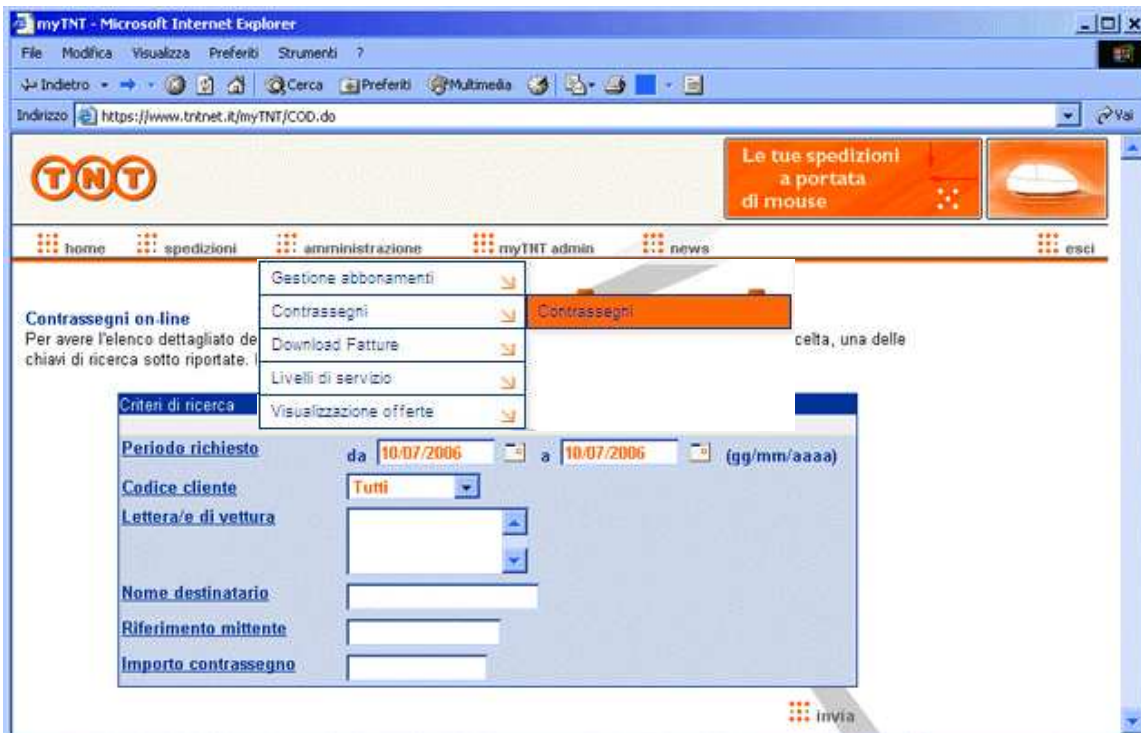 myTNT - Microsoft Internet Explorer
File Modifica Visualizza Preferiti Strumenti ?
Indietro Cerca Preferiti Multimedia
Indirizzo https://www.tntnet.it/myTNT/COD.do Vai
TNT
Le tue spedizioni
a portata
di mouse
home spedizioni amministrazione myTNT admin news esci
Gestione abbonamenti
Contrassegni Contrassegni
Download Fatture
Livelli di servizio
Visualizzazione offerte
Contrassegni on-line
Per avere l'elenco dettagliato de celta, una delle
chiavi di ricerca sotto riportate.
Criteri di ricerca
Periodo richiesto da 10/07/2006 a 10/07/2006 (gg/mm/aaaa)
Codice cliente Tutti
Lettera/e di vettura
Nome destinatario
Riferimento mittente
Importo contrassegno
invia